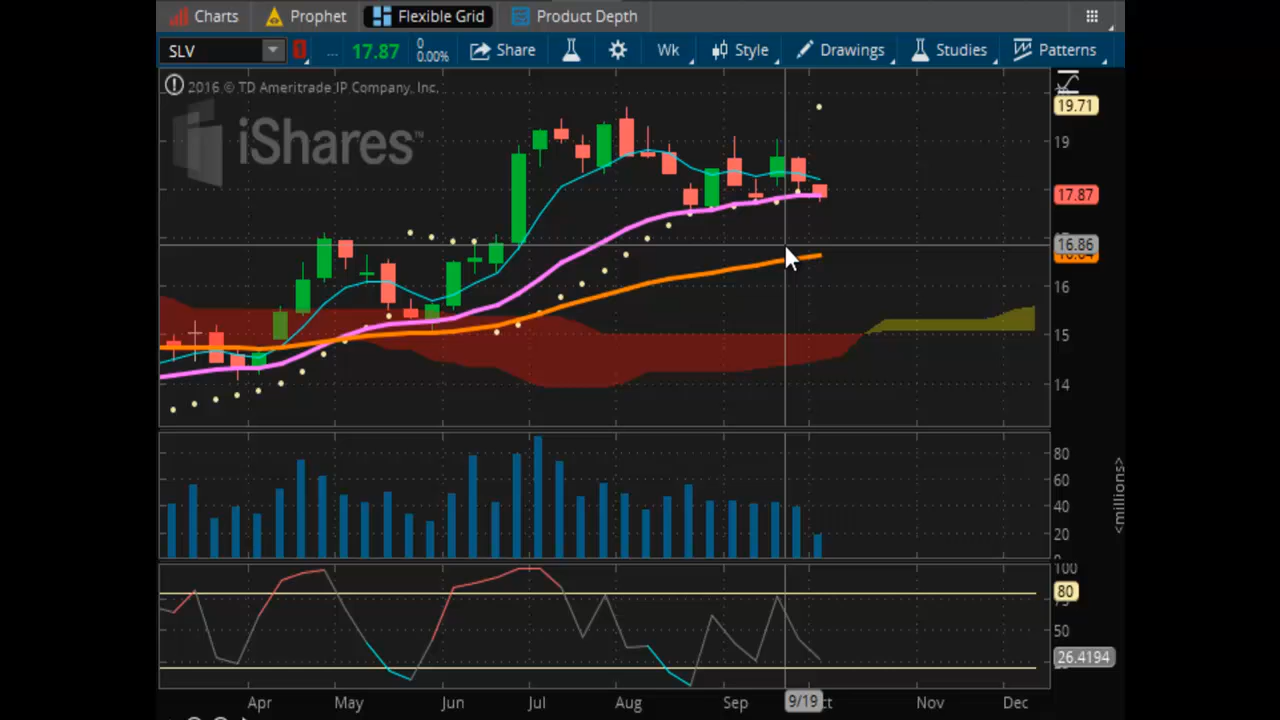 Charts Prophet Flexible Grid Product Depth
SLV 1 ... 17.87 0 0.00% Share Wk Style Drawings Studies Patterns
2016 © TD Ameritrade IP Company, Inc.
iShares™
19.71
19
17.87
16.86
16
15
14
80
60
40
20
<millions>
100
80
50
26.4194
Apr May Jun Jul Aug Sep 9/19 Nov Dec